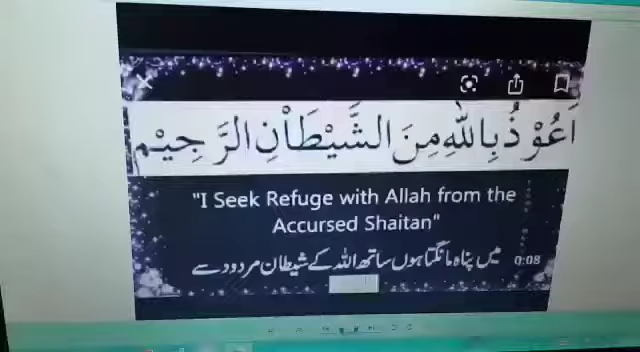 اَعُوْذُ بِاللّٰهِ مِنَ الشَّيْطَاْنِ الرَّجِيْمِ
"I Seek Refuge with Allah from the
Accursed Shaitan"
میں پناہ مانگتا ہوں ساتھ اللہ کے شیطان مردود سے
0:08